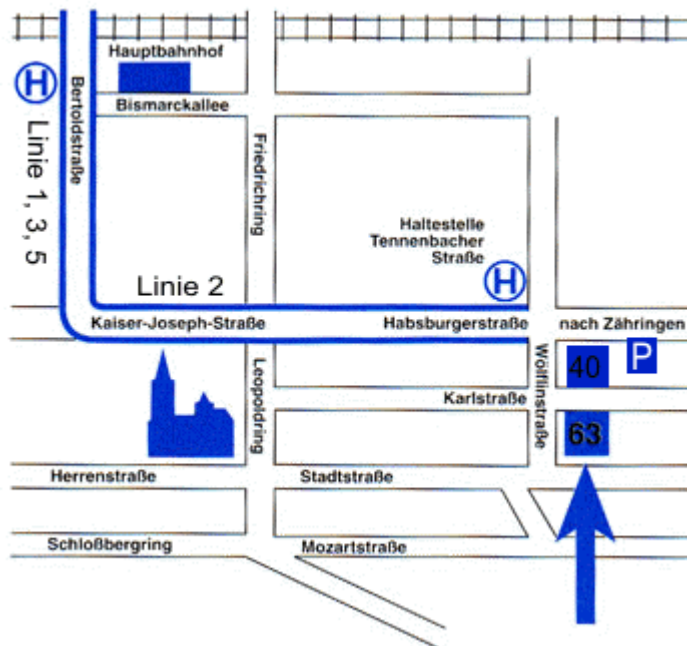 Hauptbahnhof
H
Bertoldstraße
Bismarckallee
Linie 1, 3, 5
Friedrichring
Haltestelle
Tennenbacher
Straße
H
Linie 2
Kaiser-Joseph-Straße
Habsburgerstraße
nach Zähringen
Leopoldring
Wölflinstraße
40
P
Karlstraße
63
Herrenstraße
Stadtstraße
Schloßbergring
Mozartstraße